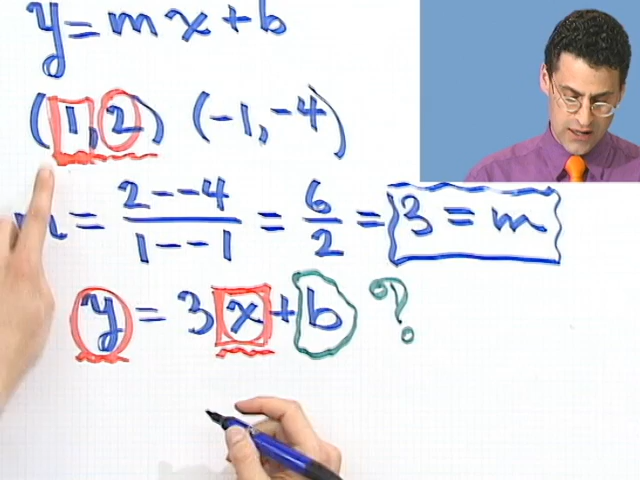 y = mx + b
(1, 2) (-1, -4)
m = 2 - -4 / 1 - -1 = 6/2 = 3 = m
y = 3x + b ?